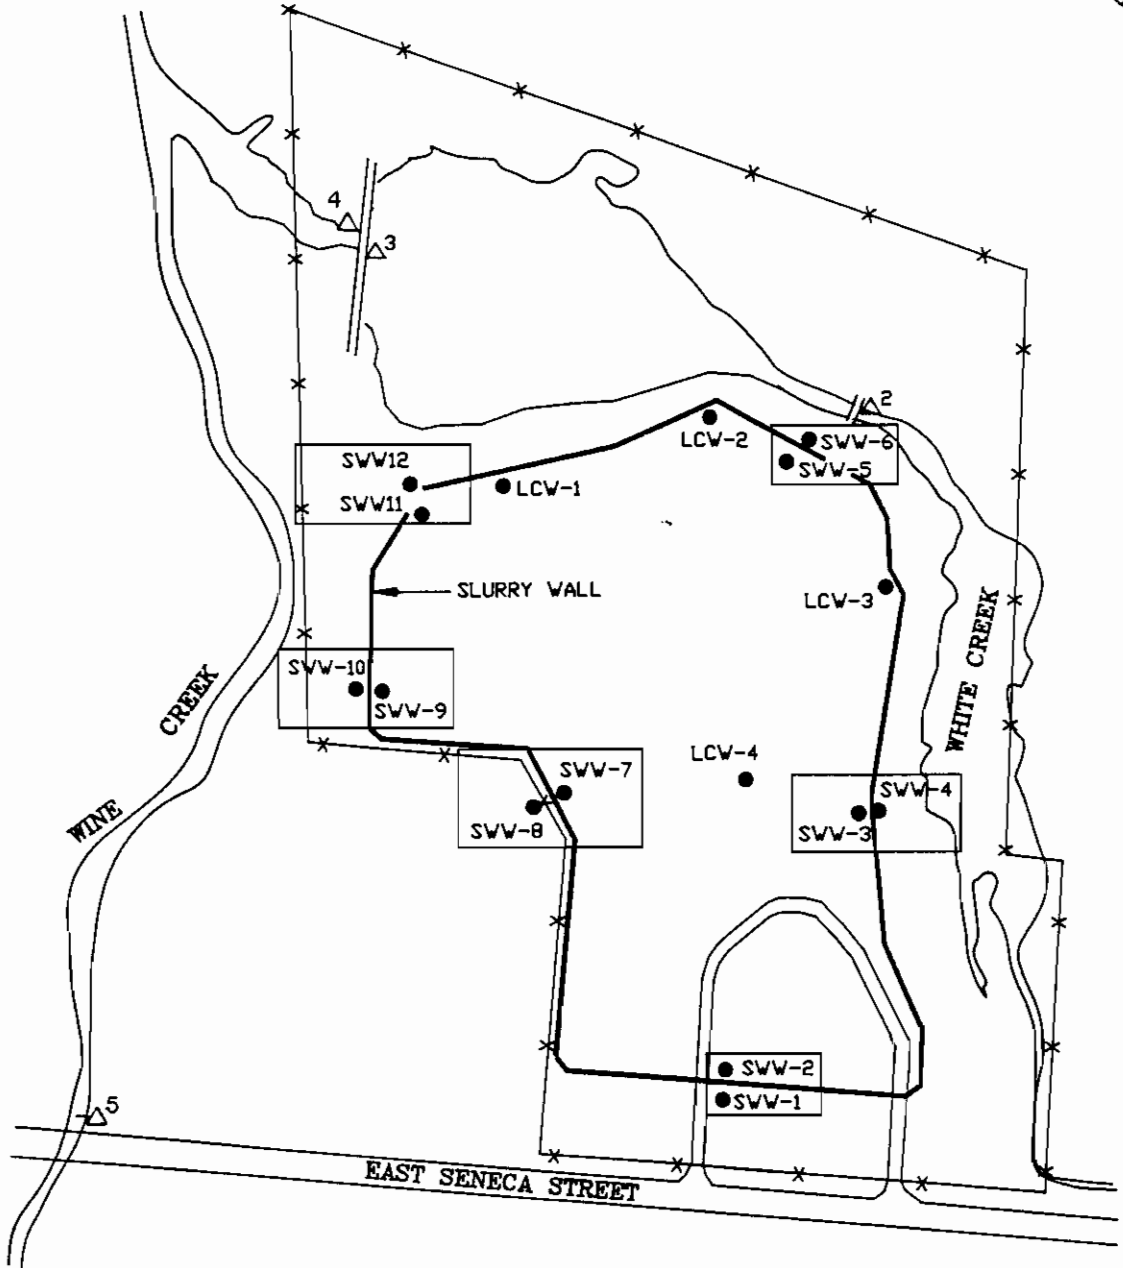 4
3
2
LCW-2
SWW-6
SWW-5
SWW12
SWW11
LCW-1
SLURRY WALL
LCW-3
WHITE CREEK
SWW-10
SWW-9
WINE CREEK
LCW-4
SWW-7
SWW-8
SWW-4
SWW-3
SWW-2
SWW-1
5
EAST SENECA STREET